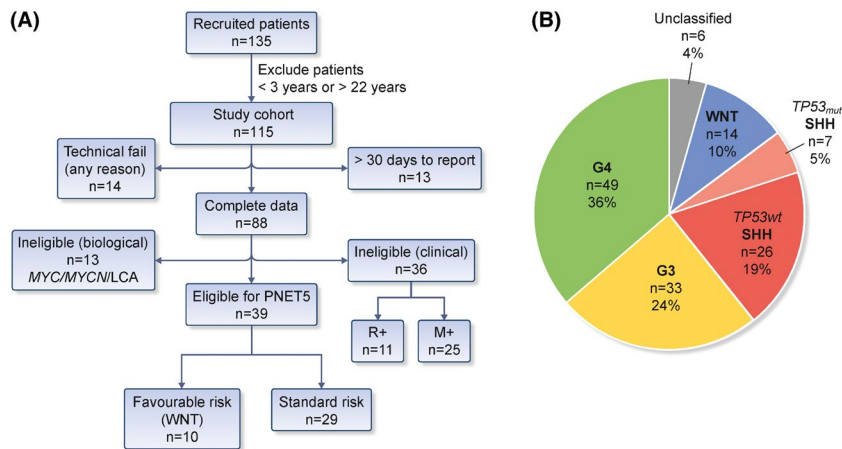 (A)
Recruited patients
n=135
Exclude patients
< 3 years or > 22 years
Study cohort
n=115
Technical fail
(any reason)
n=14
> 30 days to report
n=13
Complete data
n=88
Ineligible (biological)
n=13
MYC/MYCN/LCA
Ineligible (clinical)
n=36
Eligible for PNET5
n=39
R+
n=11
M+
n=25
Favourable risk
(WNT)
n=10
Standard risk
n=29
(B)
Unclassified
n=6
4%
WNT
n=14
10%
TP53mut
SHH
n=7
5%
TP53wt
SHH
n=26
19%
G3
n=33
24%
G4
n=49
36%